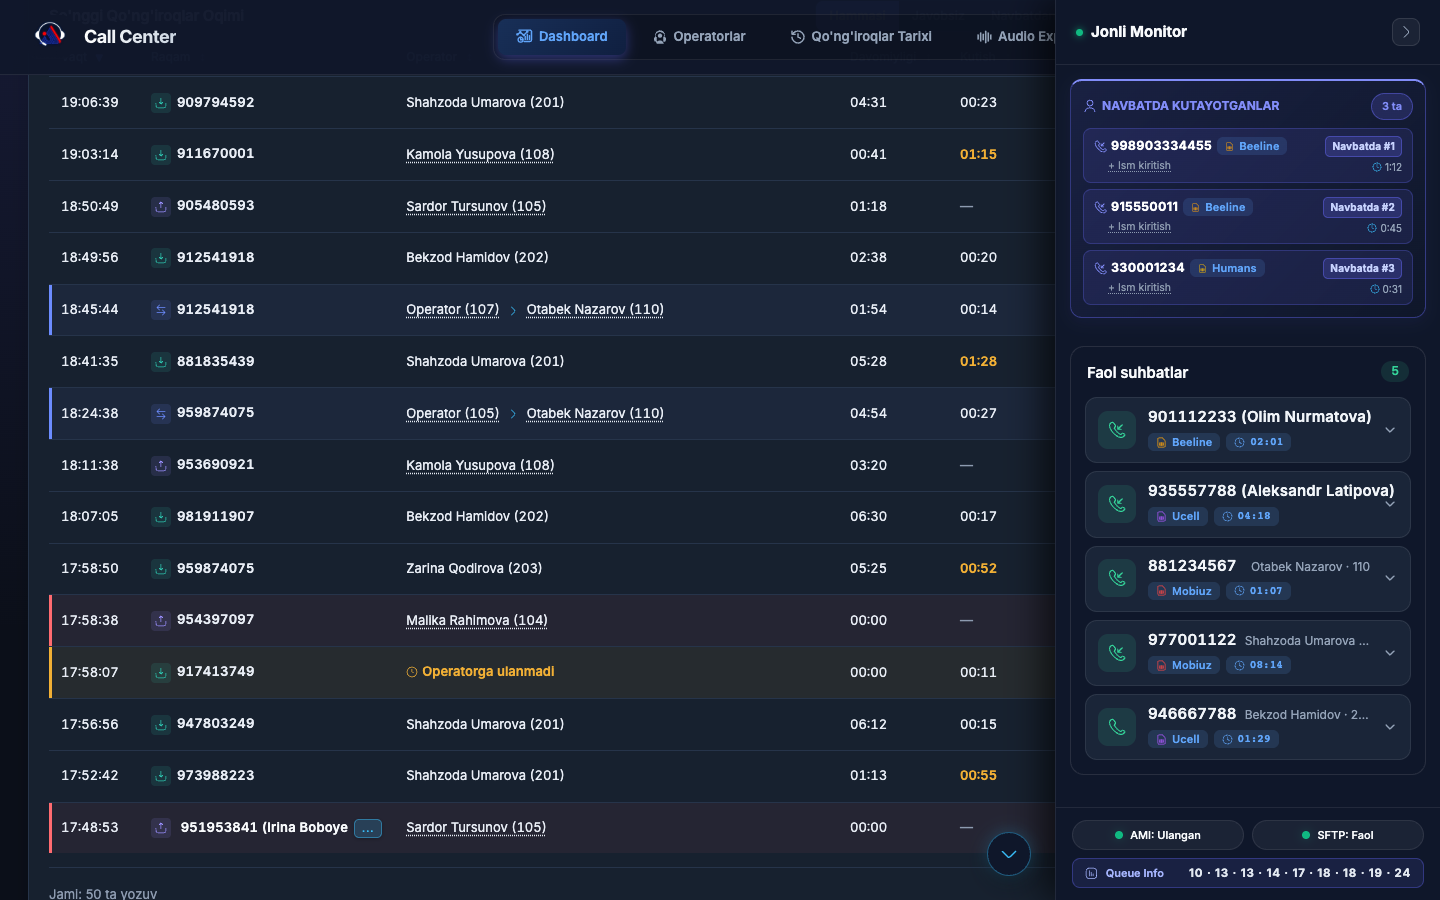 So'nggi Qo'ng'iroqlar Oqimi
Call Center
Dashboard
Operatorlar
Qo'ng'iroqlar Tarixi
Audio Exp
19:06:39 909794592 Shahzoda Umarova (201) 04:31 00:23
19:03:14 911670001 Kamola Yusupova (108) 00:41 01:15
18:50:49 905480593 Sardor Tursunov (105) 01:18 —
18:49:56 912541918 Bekzod Hamidov (202) 02:38 00:20
18:45:44 912541918 Operator (107) › Otabek Nazarov (110) 01:54 00:14
18:41:35 881835439 Shahzoda Umarova (201) 05:28 01:28
18:24:38 959874075 Operator (105) › Otabek Nazarov (110) 04:54 00:27
18:11:38 953690921 Kamola Yusupova (108) 03:20 —
18:07:05 981911907 Bekzod Hamidov (202) 06:30 00:17
17:58:50 959874075 Zarina Qodirova (203) 05:25 00:52
17:58:38 954397097 Malika Rahimova (104) 00:00 —
17:58:07 917413749 Operatorga ulanmadi 00:00 00:11
17:56:56 947803249 Shahzoda Umarova (201) 06:12 00:15
17:52:42 973988223 Shahzoda Umarova (201) 01:13 00:55
17:48:53 951953841 (Irina Boboye ... Sardor Tursunov (105) 00:00 —
Jami: 50 ta yozuv
Jonli Monitor
NAVBATDA KUTAYOTGANLAR 3 ta
998903334455 Beeline Navbatda #1
+ Ism kiritish 1:12
915550011 Beeline Navbatda #2
+ Ism kiritish 0:45
330001234 Humans Navbatda #3
+ Ism kiritish 0:31
Faol suhbatlar 5
901112233 (Olim Nurmatova)
Beeline 02:01
935557788 (Aleksandr Latipova)
Ucell 04:18
881234567 Otabek Nazarov · 110
Mobiuz 01:07
977001122 Shahzoda Umarova ...
Mobiuz 08:14
946667788 Bekzod Hamidov · 2...
Ucell 01:29
AMI: Ulangan
SFTP: Faol
Queue Info 10 · 13 · 13 · 14 · 17 · 18 · 18 · 19 · 24